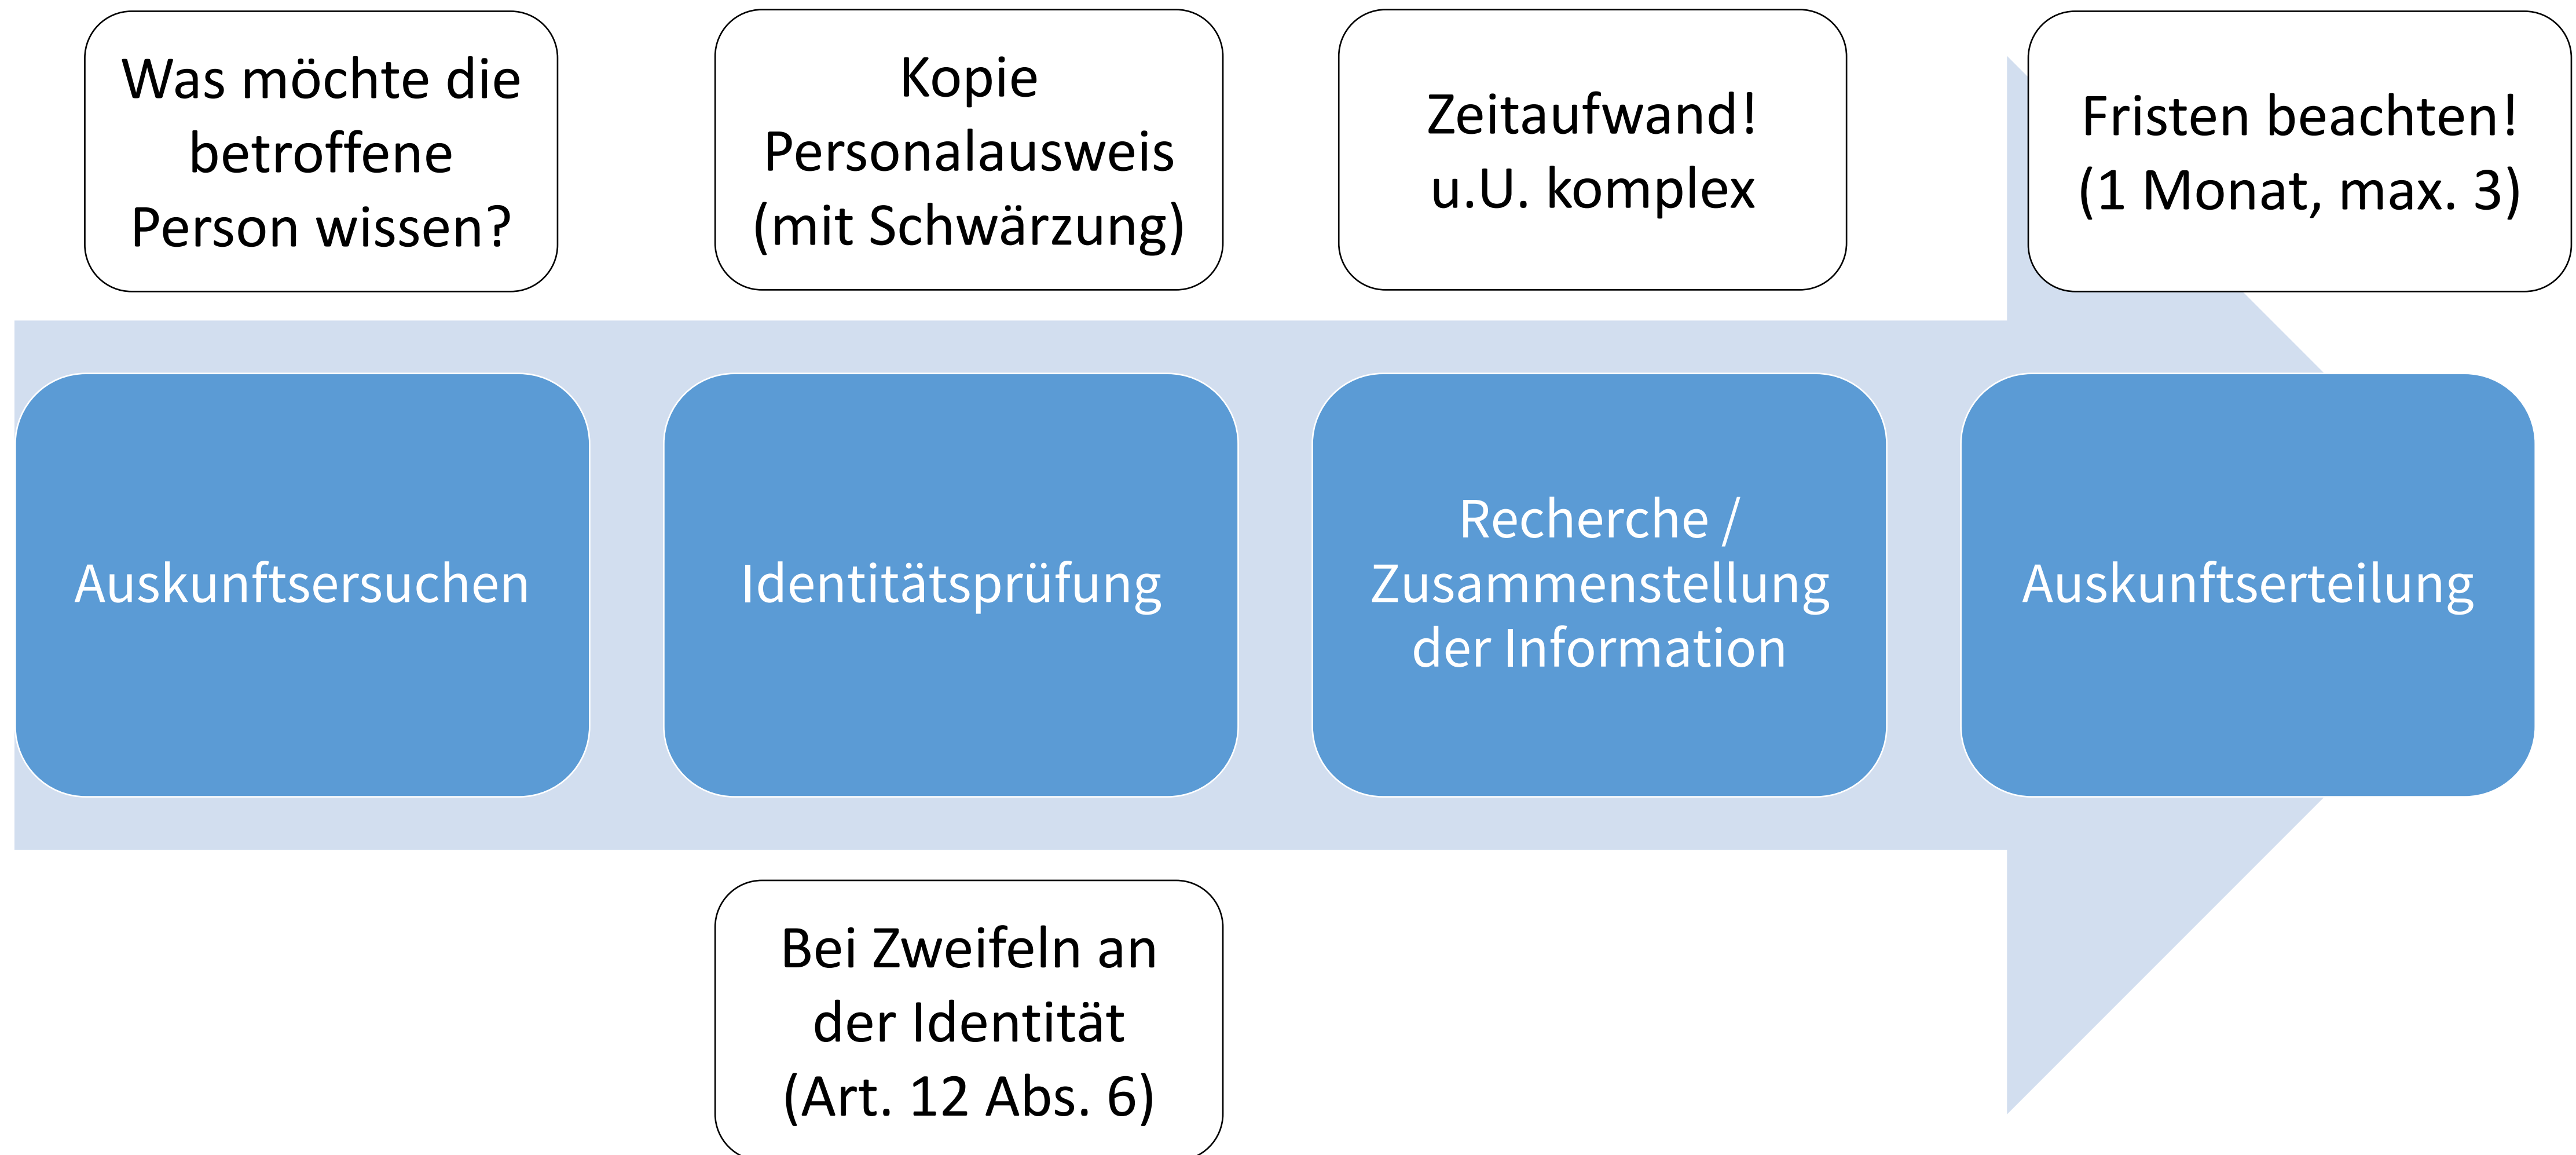 Was möchte die
betroffene
Person wissen?
Kopie
Personalausweis
(mit Schwärzung)
Zeitaufwand!
u.U. komplex
Fristen beachten!
(1 Monat, max. 3)
Auskunftsersuchen
Identitätsprüfung
Recherche /
Zusammenstellung
der Information
Auskunftserteilung
Bei Zweifeln an
der Identität
(Art. 12 Abs. 6)